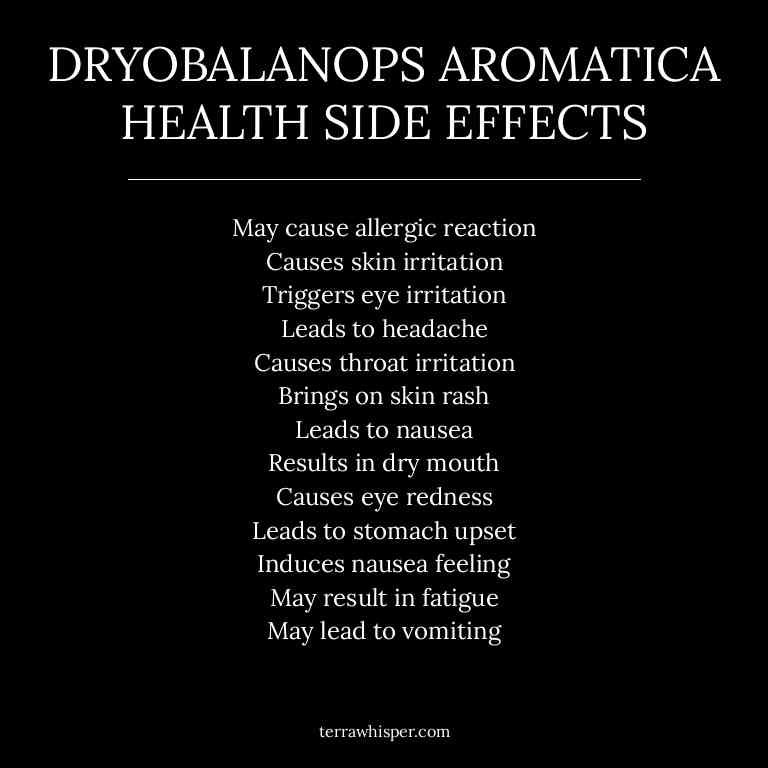 DRYOBALANOPS AROMATICA
HEALTH SIDE EFFECTS
May cause allergic reaction
Causes skin irritation
Triggers eye irritation
Leads to headache
Causes throat irritation
Brings on skin rash
Leads to nausea
Results in dry mouth
Causes eye redness
Leads to stomach upset
Induces nausea feeling
May result in fatigue
May lead to vomiting
terrawhisper.com